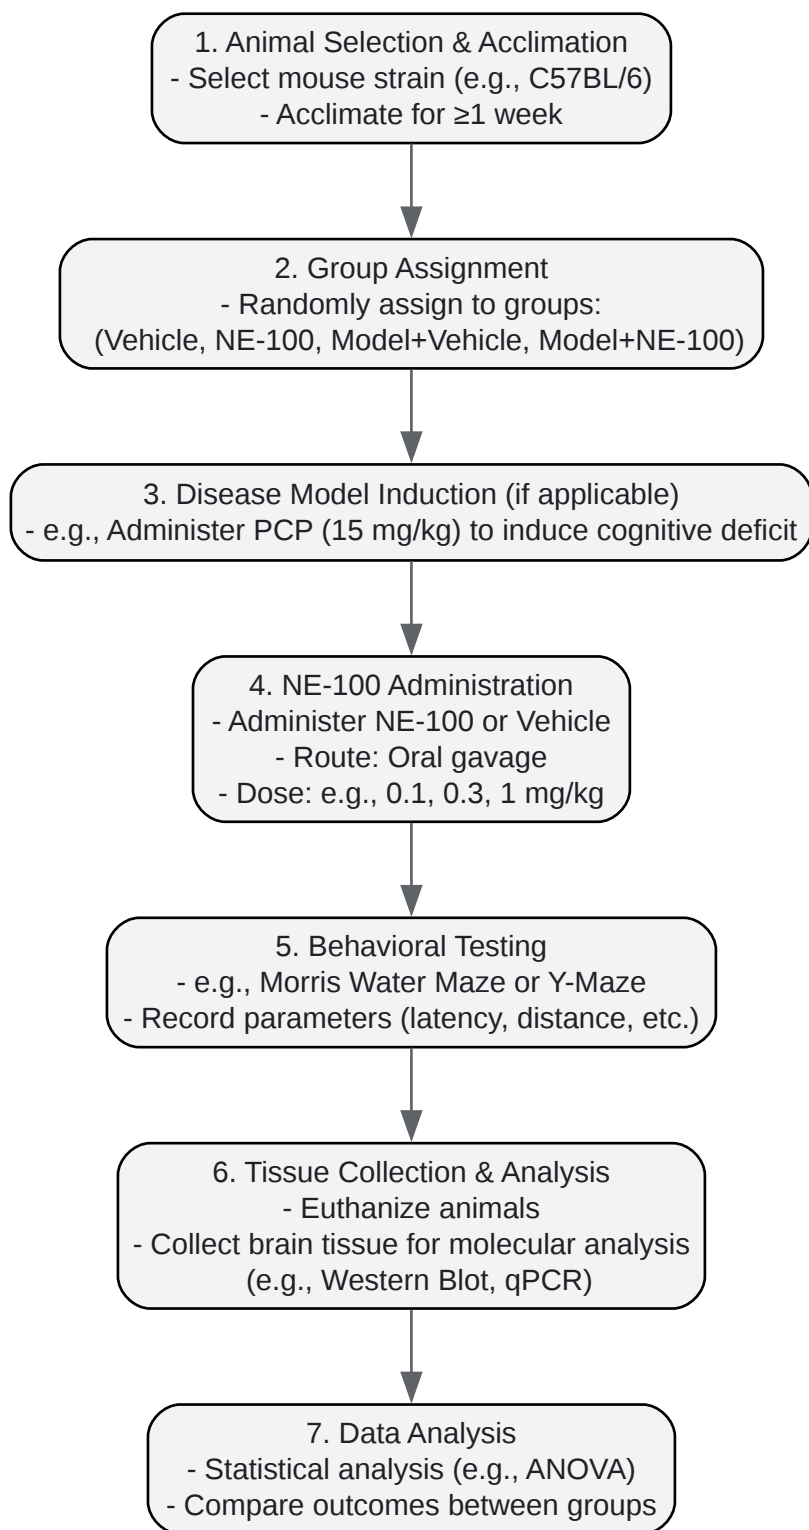 1. Animal Selection & Acclimation
- Select mouse strain (e.g., C57BL/6)
- Acclimate for ≥1 week
2. Group Assignment
- Randomly assign to groups:
(Vehicle, NE-100, Model+Vehicle, Model+NE-100)
3. Disease Model Induction (if applicable)
- e.g., Administer PCP (15 mg/kg) to induce cognitive deficit
4. NE-100 Administration
- Administer NE-100 or Vehicle
- Route: Oral gavage
- Dose: e.g., 0.1, 0.3, 1 mg/kg
5. Behavioral Testing
- e.g., Morris Water Maze or Y-Maze
- Record parameters (latency, distance, etc.)
6. Tissue Collection & Analysis
- Euthanize animals
- Collect brain tissue for molecular analysis
(e.g., Western Blot, qPCR)
7. Data Analysis
- Statistical analysis (e.g., ANOVA)
- Compare outcomes between groups